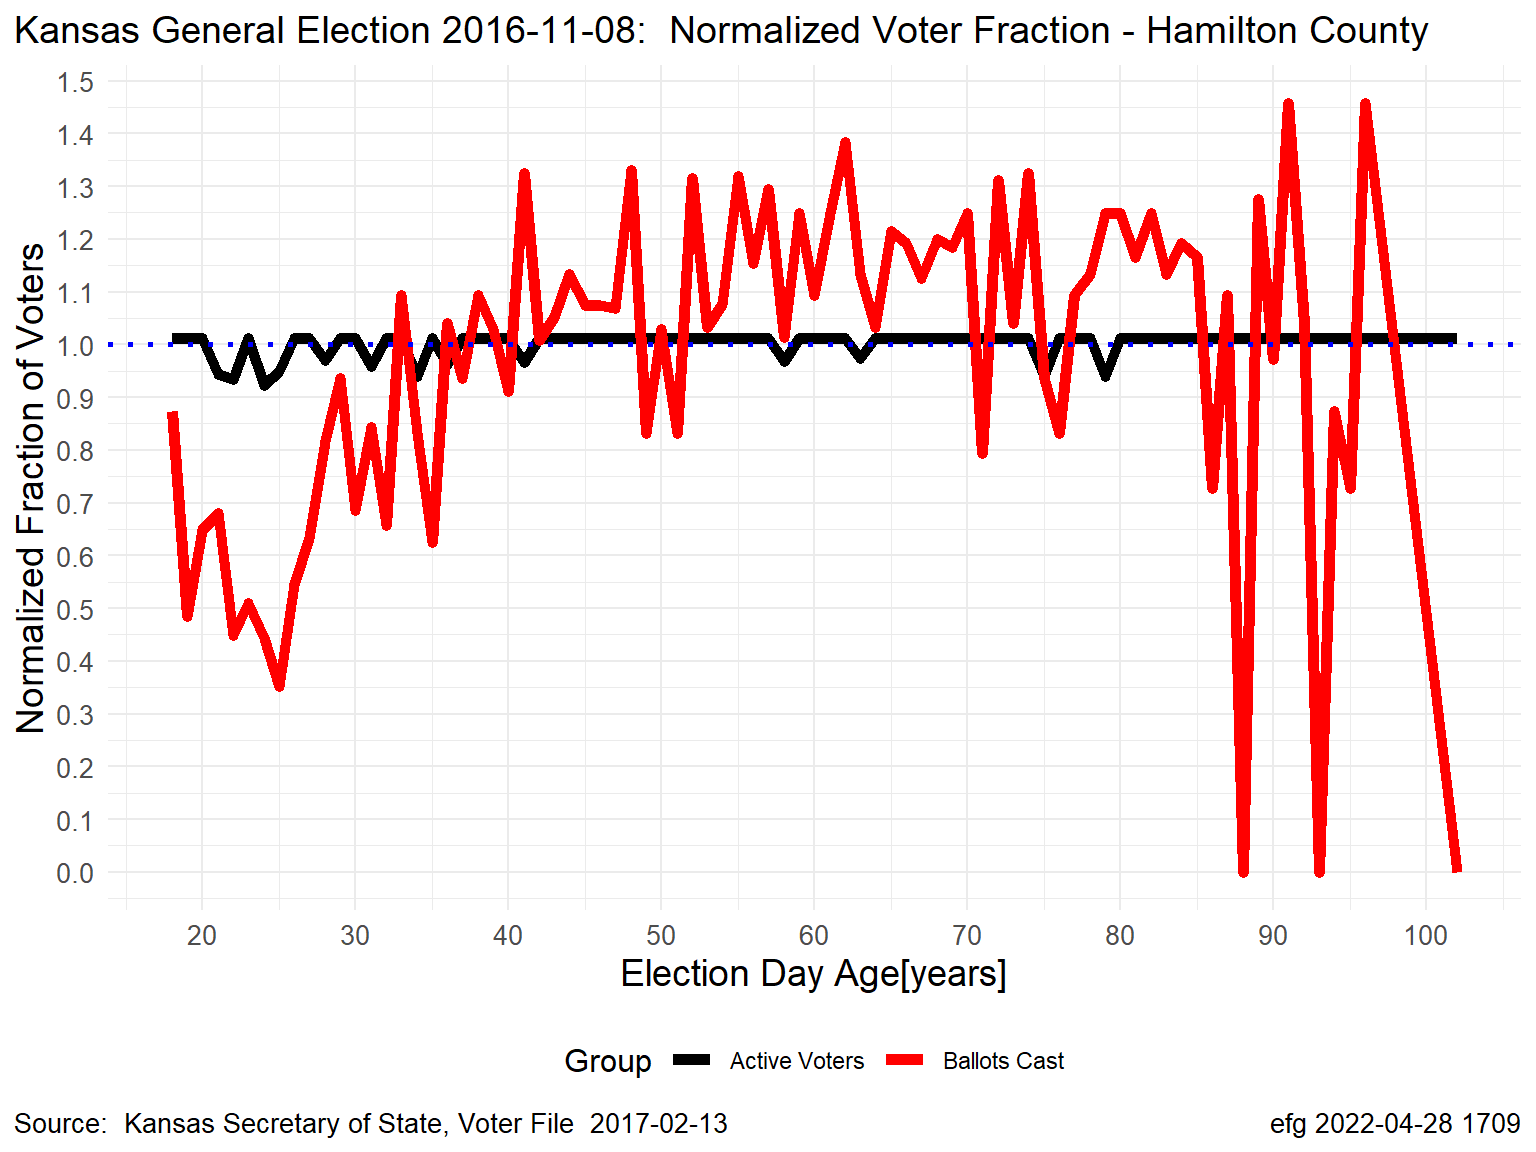 Kansas General Election 2016-11-08:  Normalized Voter Fraction - Hamilton County
Normalized Fraction of Voters
1.5
1.4
1.3
1.2
1.1
1.0
0.9
0.8
0.7
0.6
0.5
0.4
0.3
0.2
0.1
0.0
20 30 40 50 60 70 80 90 100
Election Day Age[years]
Group Active Voters Ballots Cast
Source:  Kansas Secretary of State, Voter File  2017-02-13
efg 2022-04-28 1709